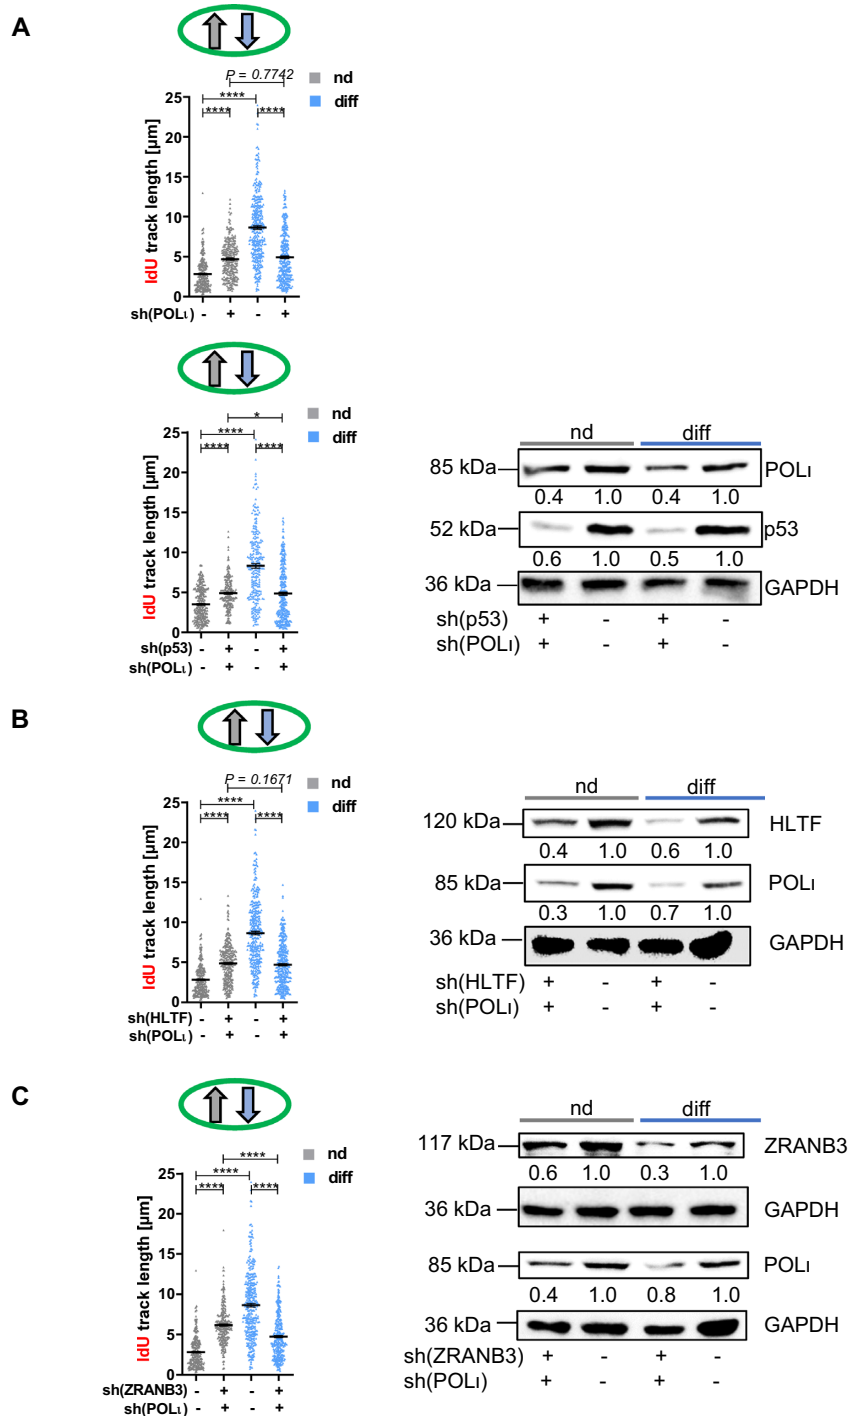 A
P = 0.7742
nd
diff
****
**** ****
IdU track length [µm]
25
20
15
10
5
0
sh(POLι) - + - +
nd
diff
*
****
**** ****
IdU track length [µm]
25
20
15
10
5
0
sh(p53) - + - +
sh(POLι) - + - +
nd diff
85 kDa POLι
0.4 1.0 0.4 1.0
52 kDa p53
0.6 1.0 0.5 1.0
36 kDa GAPDH
sh(p53) + - + -
sh(POLι) + - + -
B
P = 0.1671
nd
diff
****
**** ****
IdU track length [µm]
25
20
15
10
5
0
sh(HLTF) - + - +
sh(POLι) - + - +
nd diff
120 kDa HLTF
0.4 1.0 0.6 1.0
85 kDa POLι
0.3 1.0 0.7 1.0
36 kDa GAPDH
sh(HLTF) + - + -
sh(POLι) + - + -
C
nd
diff
****
****
**** ****
IdU track length [µm]
25
20
15
10
5
0
sh(ZRANB3) - + - +
sh(POLι) - + - +
nd diff
117 kDa ZRANB3
0.6 1.0 0.3 1.0
36 kDa GAPDH
85 kDa POLι
0.4 1.0 0.8 1.0
36 kDa GAPDH
sh(ZRANB3) + - + -
sh(POLι) + - + -